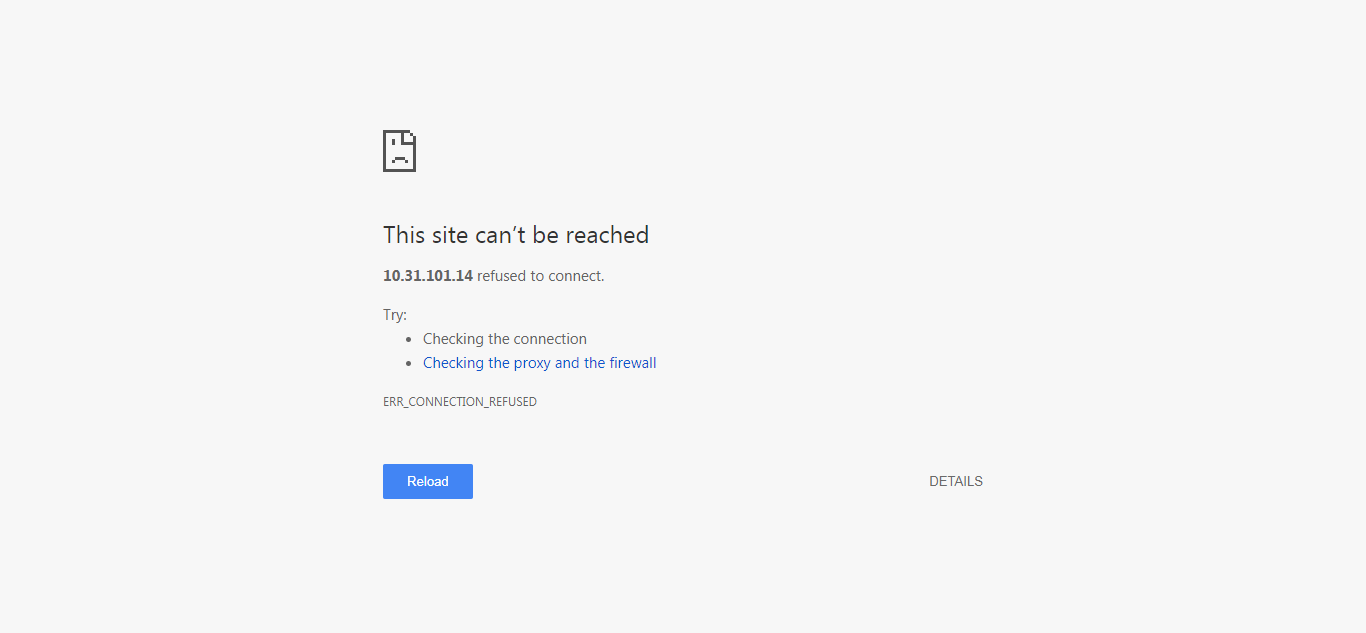 This site can’t be reached
10.31.101.14 refused to connect.
Try:
Checking the connection
Checking the proxy and the firewall
ERR_CONNECTION_REFUSED
Reload
DETAILS